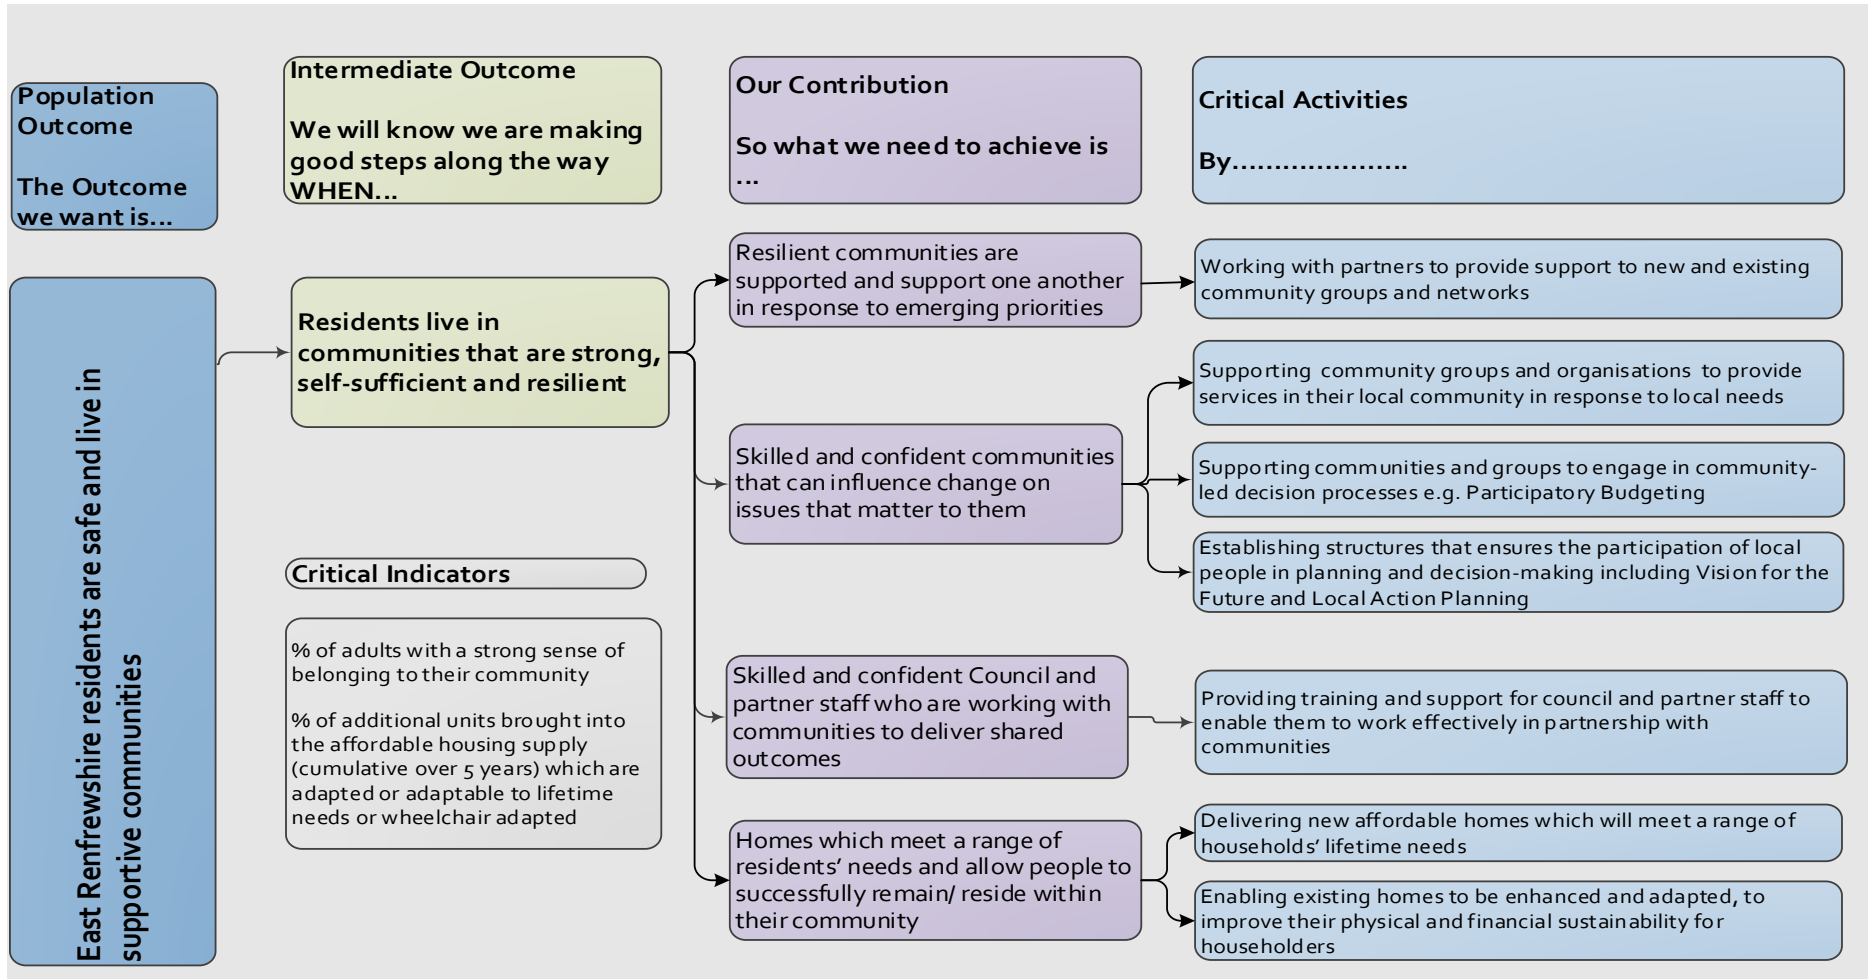 Population
Outcome
The Outcome
we want is...
Intermediate Outcome
We will know we are making
good steps along the way
WHEN...
Our Contribution
So what we need to achieve is
...
Critical Activities
By.....................
East Renfrewshire residents are safe and live in
supportive communities
Residents live in
communities that are strong,
self-sufficient and resilient
Critical Indicators
% of adults with a strong sense of
belonging to their community
% of additional units brought into
the affordable housing supply
(cumulative over 5 years) which are
adapted or adaptable to lifetime
needs or wheelchair adapted
Resilient communities are
supported and support one another
in response to emerging priorities
Working with partners to provide support to new and existing
community groups and networks
Skilled and confident communities
that can influence change on
issues that matter to them
Supporting community groups and organisations to provide
services in their local community in response to local needs
Supporting communities and groups to engage in community-
led decision processes e.g. Participatory Budgeting
Establishing structures that ensures the participation of local
people in planning and decision-making including Vision for the
Future and Local Action Planning
Skilled and confident Council and
partner staff who are working with
communities to deliver shared
outcomes
Providing training and support for council and partner staff to
enable them to work effectively in partnership with
communities
Homes which meet a range of
residents’ needs and allow people to
successfully remain/ reside within
their community
Delivering new affordable homes which will meet a range of
households’ lifetime needs
Enabling existing homes to be enhanced and adapted, to
improve their physical and financial sustainability for
householders